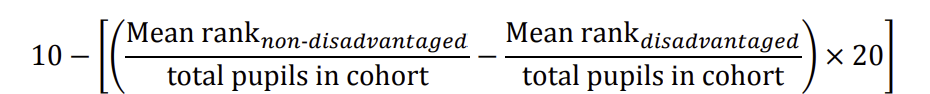 10 − [(Mean rank_non-disadvantaged / total pupils in cohort − Mean rank_disadvantaged / total pupils in cohort) × 20]